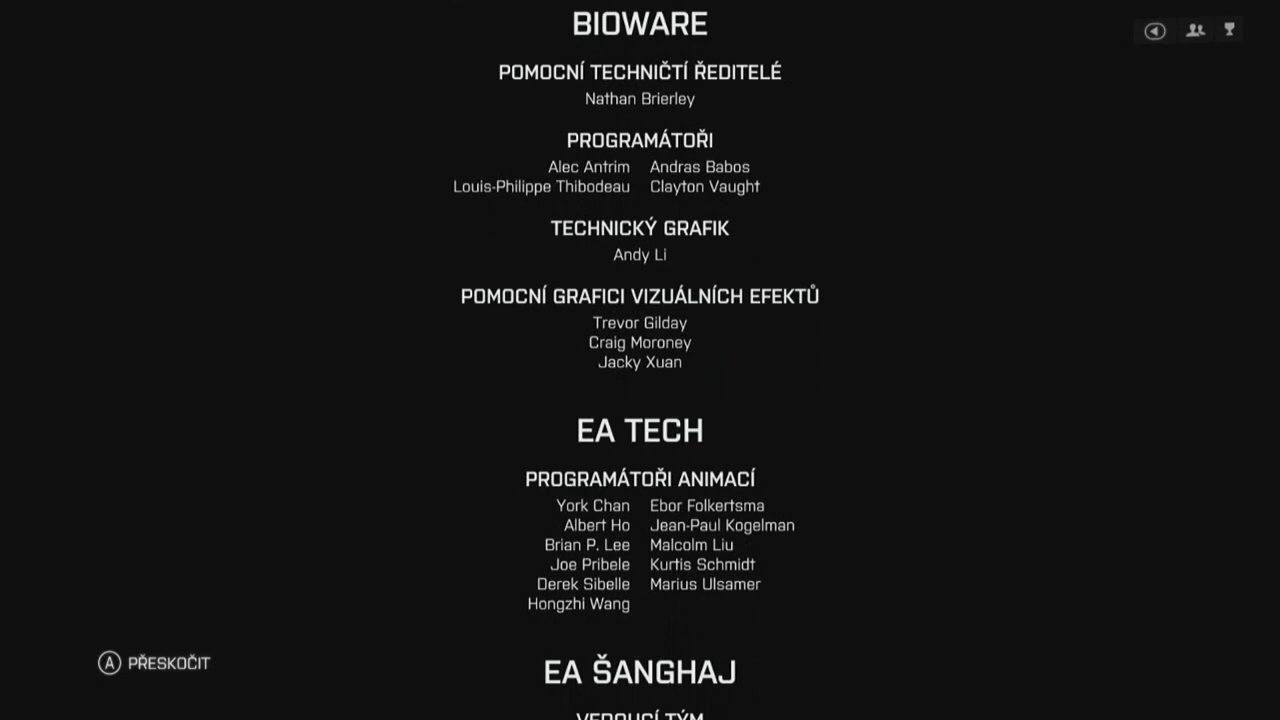 BIOWARE
POMOCNÍ TECHNIČTÍ ŘEDITELÉ
Nathan Brierley
PROGRAMÁTOŘI
Alec Antrim Andras Babos
Louis-Philippe Thibodeau Clayton Vaught
TECHNICKÝ GRAFIK
Andy Li
POMOCNÍ GRAFICI VIZUÁLNÍCH EFEKTŮ
Trevor Gilday
Craig Moroney
Jacky Xuan
EA TECH
PROGRAMÁTOŘI ANIMACÍ
York Chan Ebor Folkertsma
Albert Ho Jean-Paul Kogelman
Brian P. Lee Malcolm Liu
Joe Pribele Kurtis Schmidt
Derek Sibelle Marius Ulsamer
Hongzhi Wang
A PŘESKOČIT
EA ŠANGHAJ
VEDOUCÍ TÝM